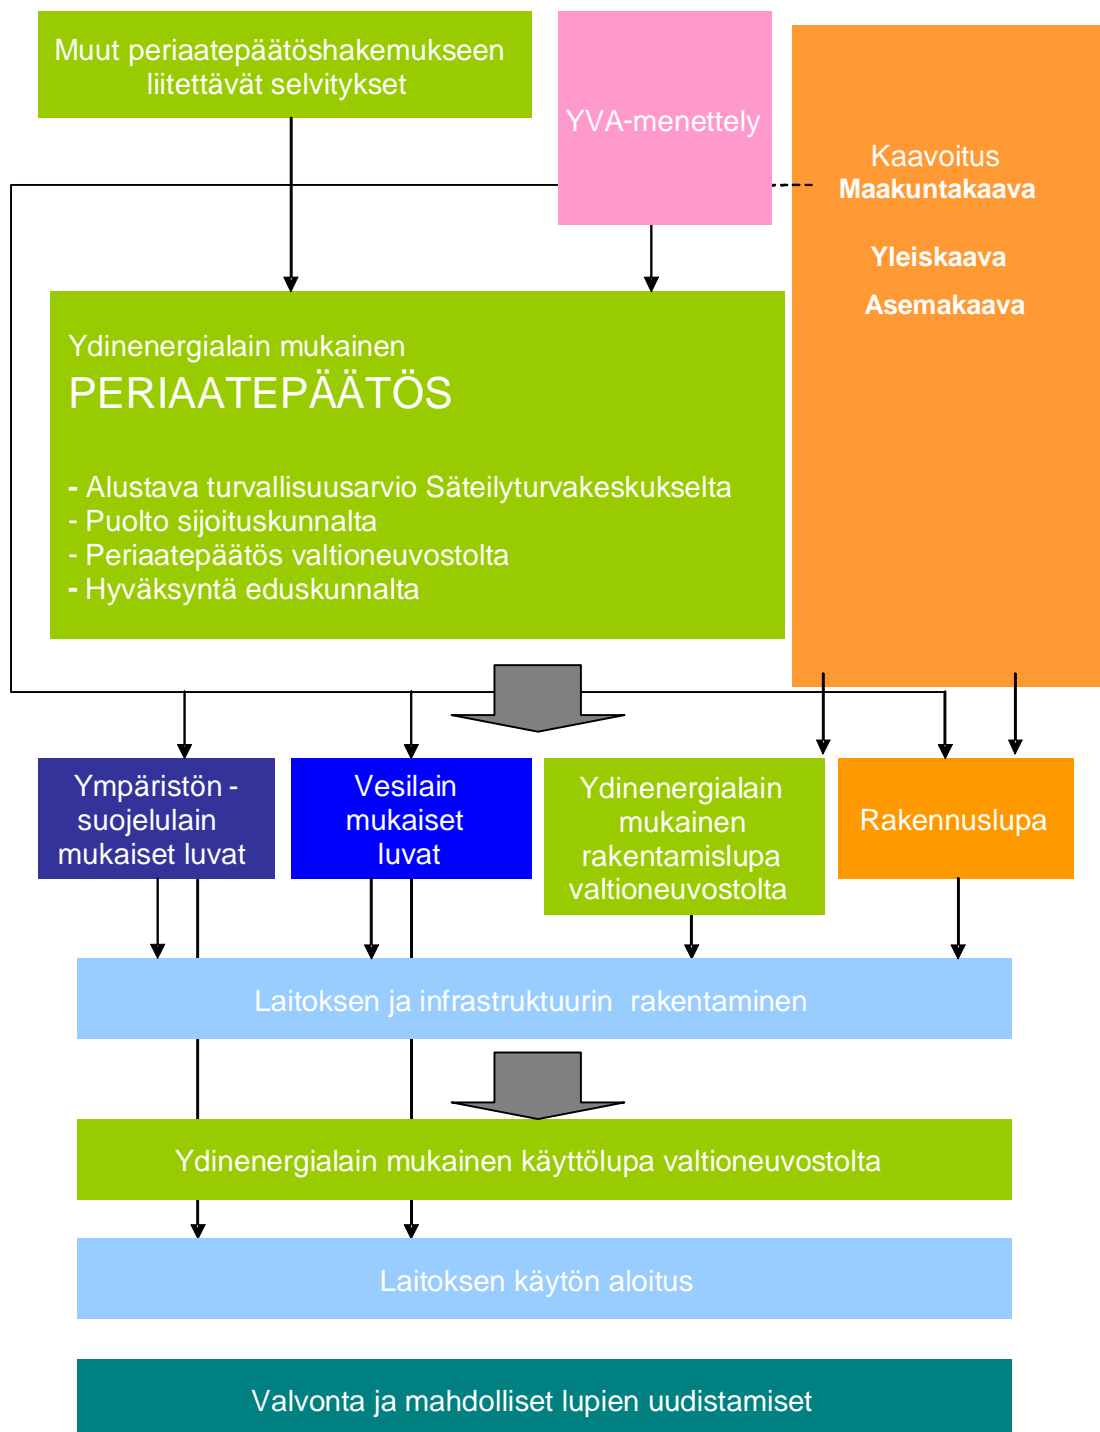 Muut periaatepäätöshakemukseen
liitettävät selvitykset
YVA-menettely
Kaavoitus
Maakuntakaava
Yleiskaava
Asemakaava
Ydinenergialain mukainen
PERIAATEPÄÄTÖS
- Alustava turvallisuusarvio Säteilyturvakeskukselta
- Puolto sijoituskunnalta
- Periaatepäätös valtioneuvostolta
- Hyväksyntä eduskunnalta
Ympäristön -
suojelulain
mukaiset luvat
Vesilain
mukaiset
luvat
Ydinenergialain
mukainen
rakentamislupa
valtioneuvostolta
Rakennuslupa
Laitoksen ja infrastruktuurin rakentaminen
Ydinenergialain mukainen käyttölupa valtioneuvostolta
Laitoksen käytön aloitus
Valvonta ja mahdolliset lupien uudistamiset